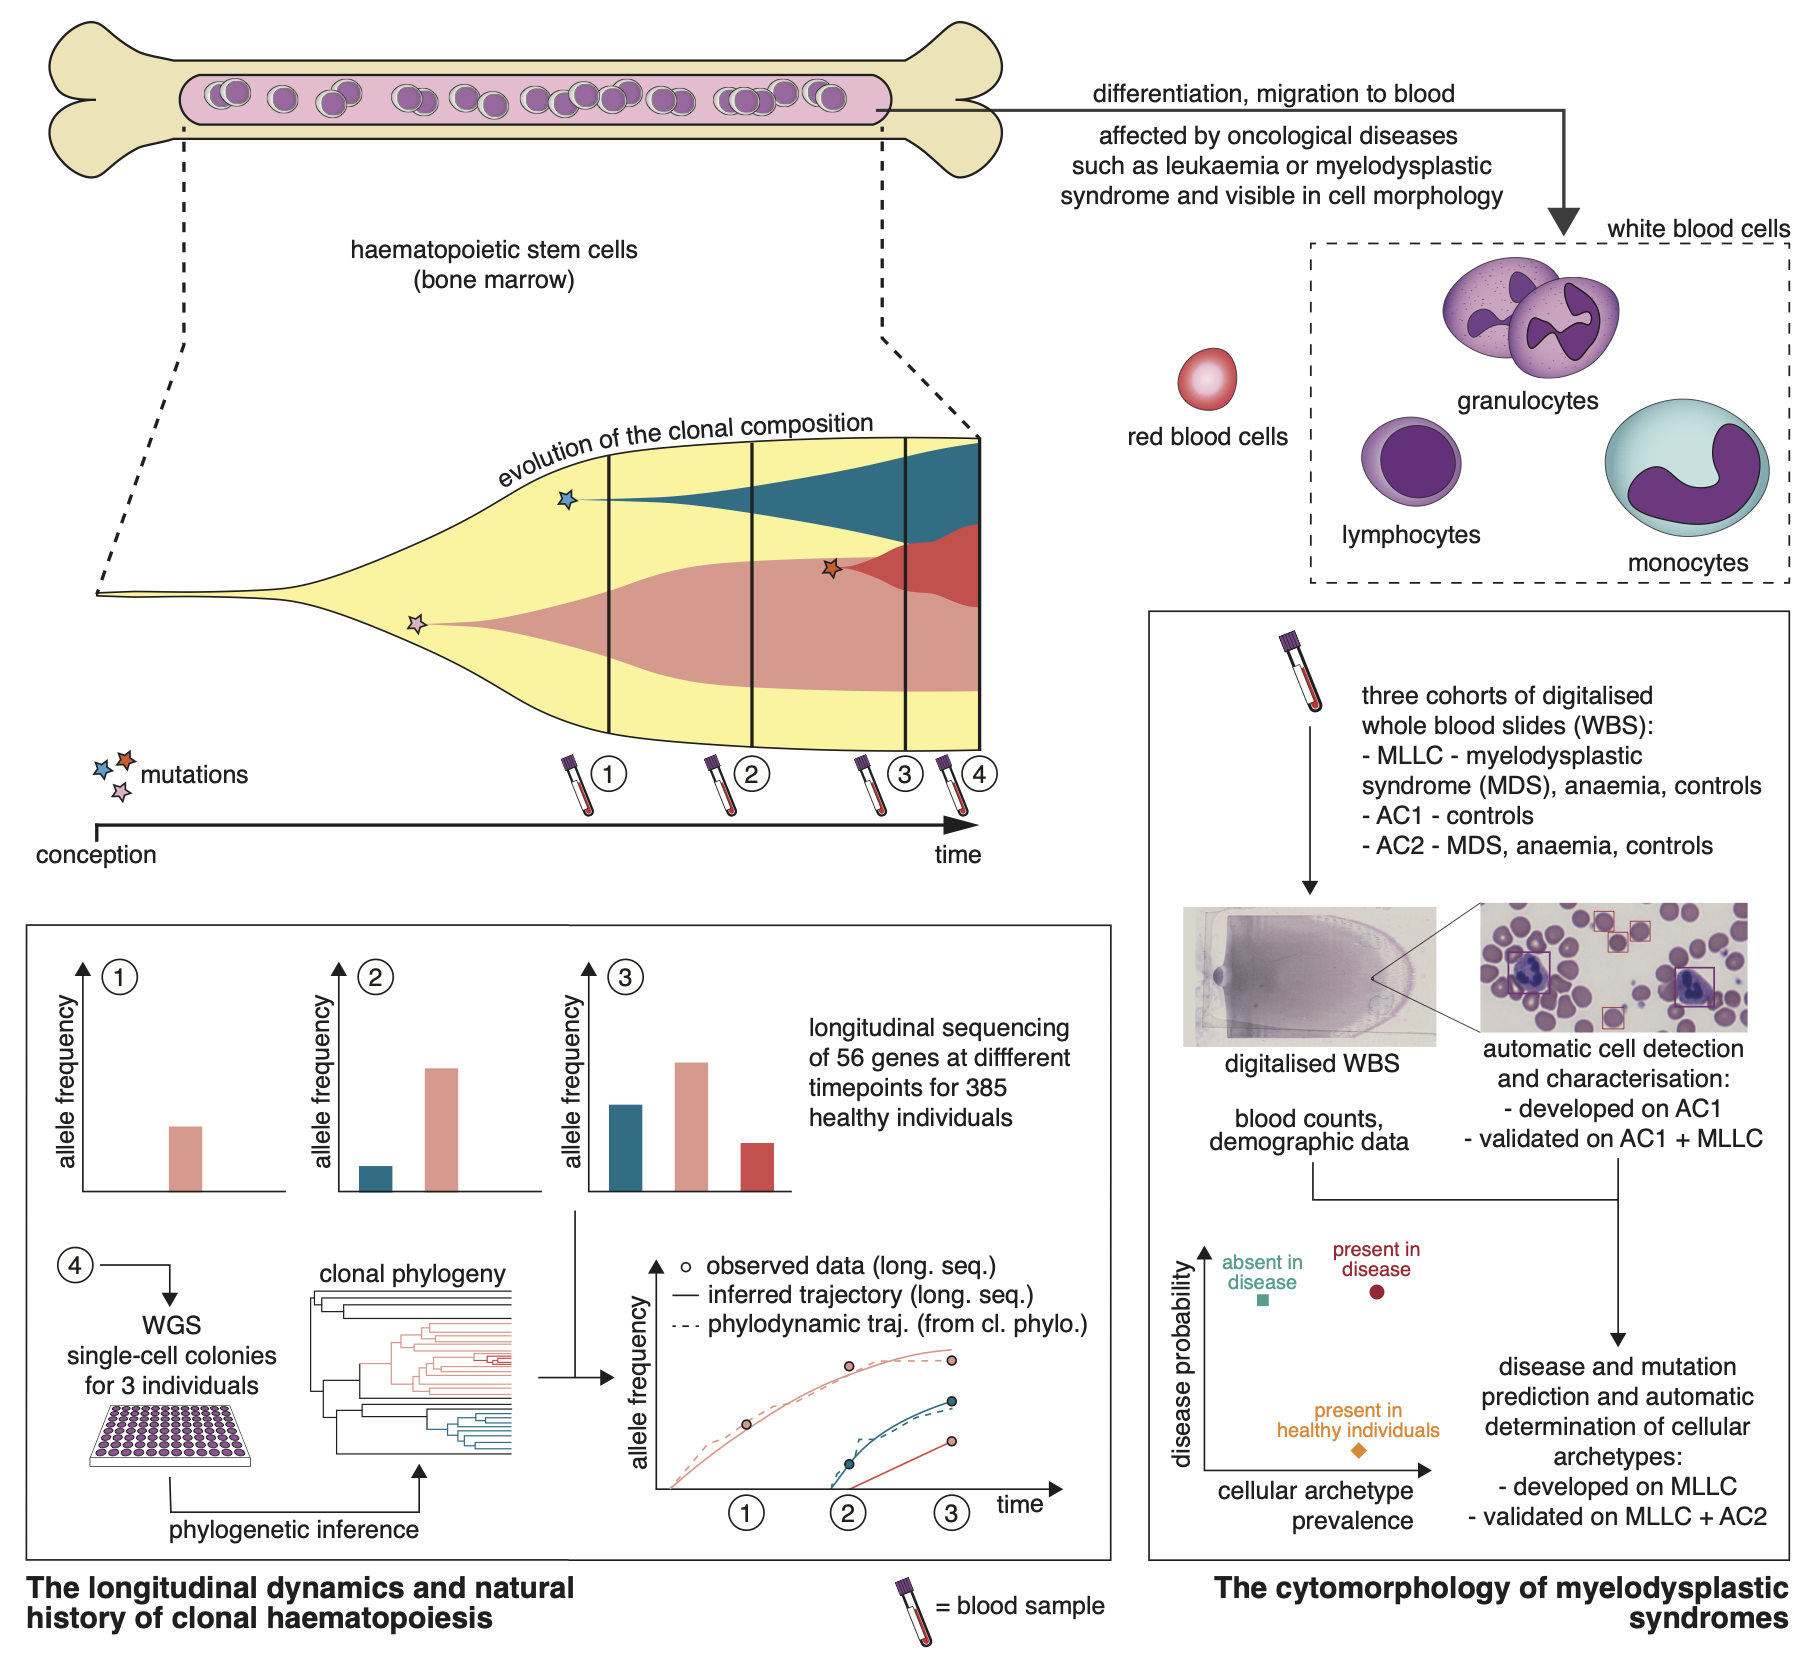 differentiation, migration to blood
affected by oncological diseases
such as leukaemia or myelodysplastic
syndrome and visible in cell morphology
haematopoietic stem cells
(bone marrow)
white blood cells
granulocytes
red blood cells
lymphocytes
monocytes
evolution of the clonal composition
mutations
1
2
3
4
conception
time
three cohorts of digitalised
whole blood slides (WBS):
- MLLC - myelodysplastic
syndrome (MDS), anaemia, controls
- AC1 - controls
- AC2 - MDS, anaemia, controls
digitalised WBS
automatic cell detection
and characterisation:
- developed on AC1
- validated on AC1 + MLLC
blood counts,
demographic data
disease probability
absent in
disease
present in
disease
present in
healthy individuals
cellular archetype
prevalence
disease and mutation
prediction and automatic
determination of cellular
archetypes:
- developed on MLLC
- validated on MLLC + AC2
The cytomorphology of myelodysplastic
syndromes
1
allele frequency
2
allele frequency
3
allele frequency
longitudinal sequencing
of 56 genes at diffferent
timepoints for 385
healthy individuals
4
WGS
single-cell colonies
for 3 individuals
clonal phylogeny
phylogenetic inference
observed data (long. seq.)
inferred trajectory (long. seq.)
phylodynamic traj. (from cl. phylo.)
allele frequency
1
2
3
time
The longitudinal dynamics and natural
history of clonal haematopoiesis
= blood sample